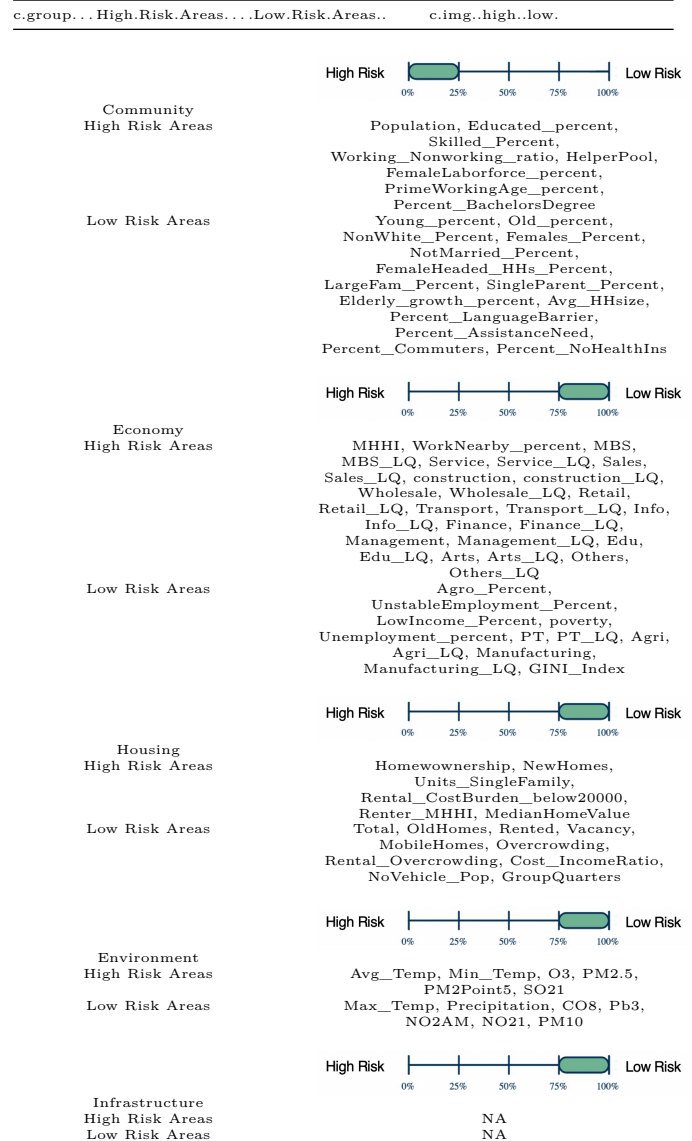 c.group. . . High.Risk.Areas. . . .Low.Risk.Areas.. c.img..high..low.
High Risk Low Risk
0% 25% 50% 75% 100%
Community
High Risk Areas Population, Educated_percent,
Skilled_Percent,
Working_Nonworking_ratio, HelperPool,
FemaleLaborforce_percent,
PrimeWorkingAge_percent,
Percent_BachelorsDegree
Low Risk Areas Young_percent, Old_percent,
NonWhite_Percent, Females_Percent,
NotMarried_Percent,
FemaleHeaded_HHs_Percent,
LargeFam_Percent, SingleParent_Percent,
Elderly_growth_percent, Avg_HHsize,
Percent_LanguageBarrier,
Percent_AssistanceNeed,
Percent_Commuters, Percent_NoHealthIns
High Risk Low Risk
0% 25% 50% 75% 100%
Economy
High Risk Areas MHHI, WorkNearby_percent, MBS,
MBS_LQ, Service, Service_LQ, Sales,
Sales_LQ, construction, construction_LQ,
Wholesale, Wholesale_LQ, Retail,
Retail_LQ, Transport, Transport_LQ, Info,
Info_LQ, Finance, Finance_LQ,
Management, Management_LQ, Edu,
Edu_LQ, Arts, Arts_LQ, Others,
Others_LQ
Low Risk Areas Agro_Percent,
UnstableEmployment_Percent,
LowIncome_Percent, poverty,
Unemployment_percent, PT, PT_LQ, Agri,
Agri_LQ, Manufacturing,
Manufacturing_LQ, GINI_Index
High Risk Low Risk
0% 25% 50% 75% 100%
Housing
High Risk Areas Homewownership, NewHomes,
Units_SingleFamily,
Rental_CostBurden_below20000,
Renter_MHHI, MedianHomeValue
Low Risk Areas Total, OldHomes, Rented, Vacancy,
MobileHomes, Overcrowding,
Rental_Overcrowding, Cost_IncomeRatio,
NoVehicle_Pop, GroupQuarters
High Risk Low Risk
0% 25% 50% 75% 100%
Environment
High Risk Areas Avg_Temp, Min_Temp, O3, PM2.5,
PM2Point5, SO21
Low Risk Areas Max_Temp, Precipitation, CO8, Pb3,
NO2AM, NO21, PM10
High Risk Low Risk
0% 25% 50% 75% 100%
Infrastructure
High Risk Areas NA
Low Risk Areas NA